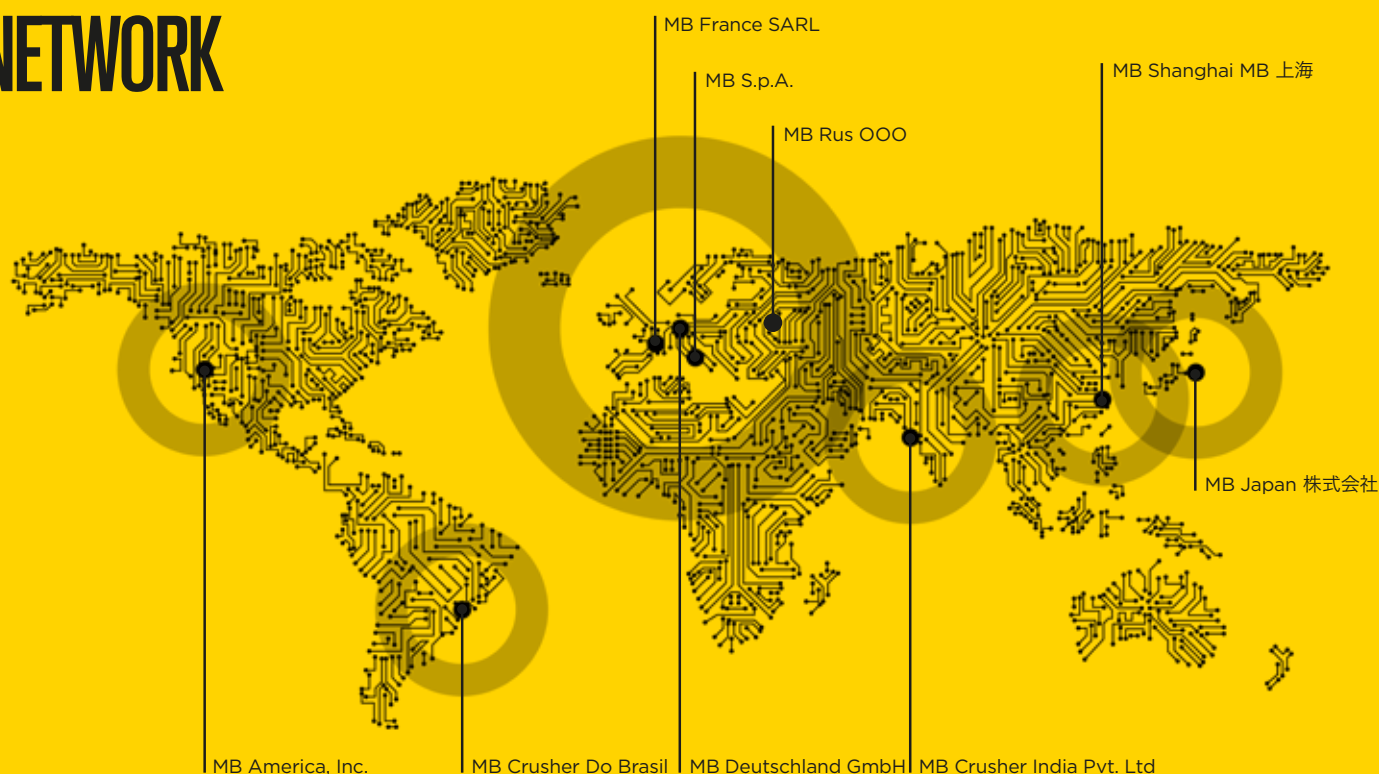 NETWORK
MB France SARL
MB S.p.A.
MB Shanghai MB 上海
MB Rus OOO
MB Japan 株式会社
MB America, Inc.
MB Crusher Do Brasil
MB Deutschland GmbH
MB Crusher India Pvt. Ltd